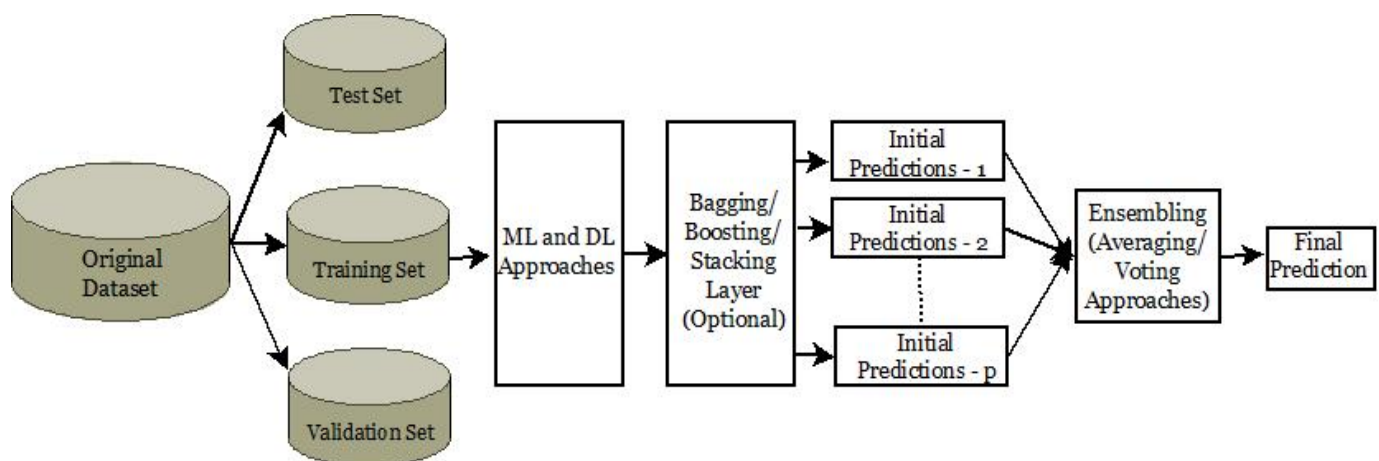 Original
Dataset
Test Set
Training Set
Validation Set
ML and DL
Approaches
Bagging/
Boosting/
Stacking
Layer
(Optional)
Initial
Predictions - 1
Initial
Predictions - 2
Initial
Predictions - p
Ensembling
(Averaging/
Voting
Approaches)
Final
Prediction